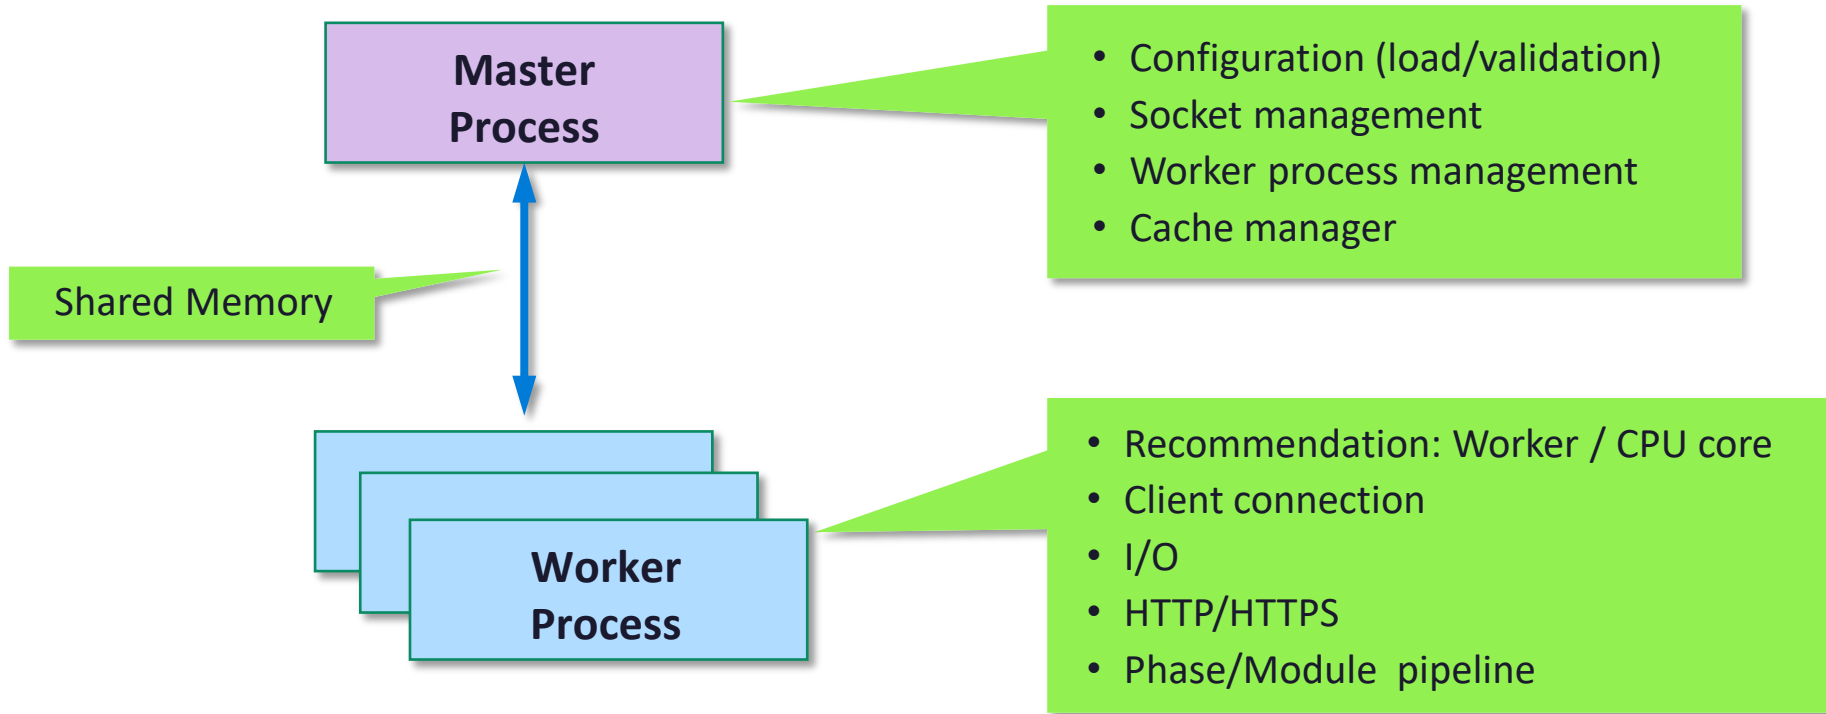 Master
Process
• Configuration (load/validation)
• Socket management
• Worker process management
• Cache manager
Shared Memory
Worker
Process
• Recommendation: Worker / CPU core
• Client connection
• I/O
• HTTP/HTTPS
• Phase/Module  pipeline